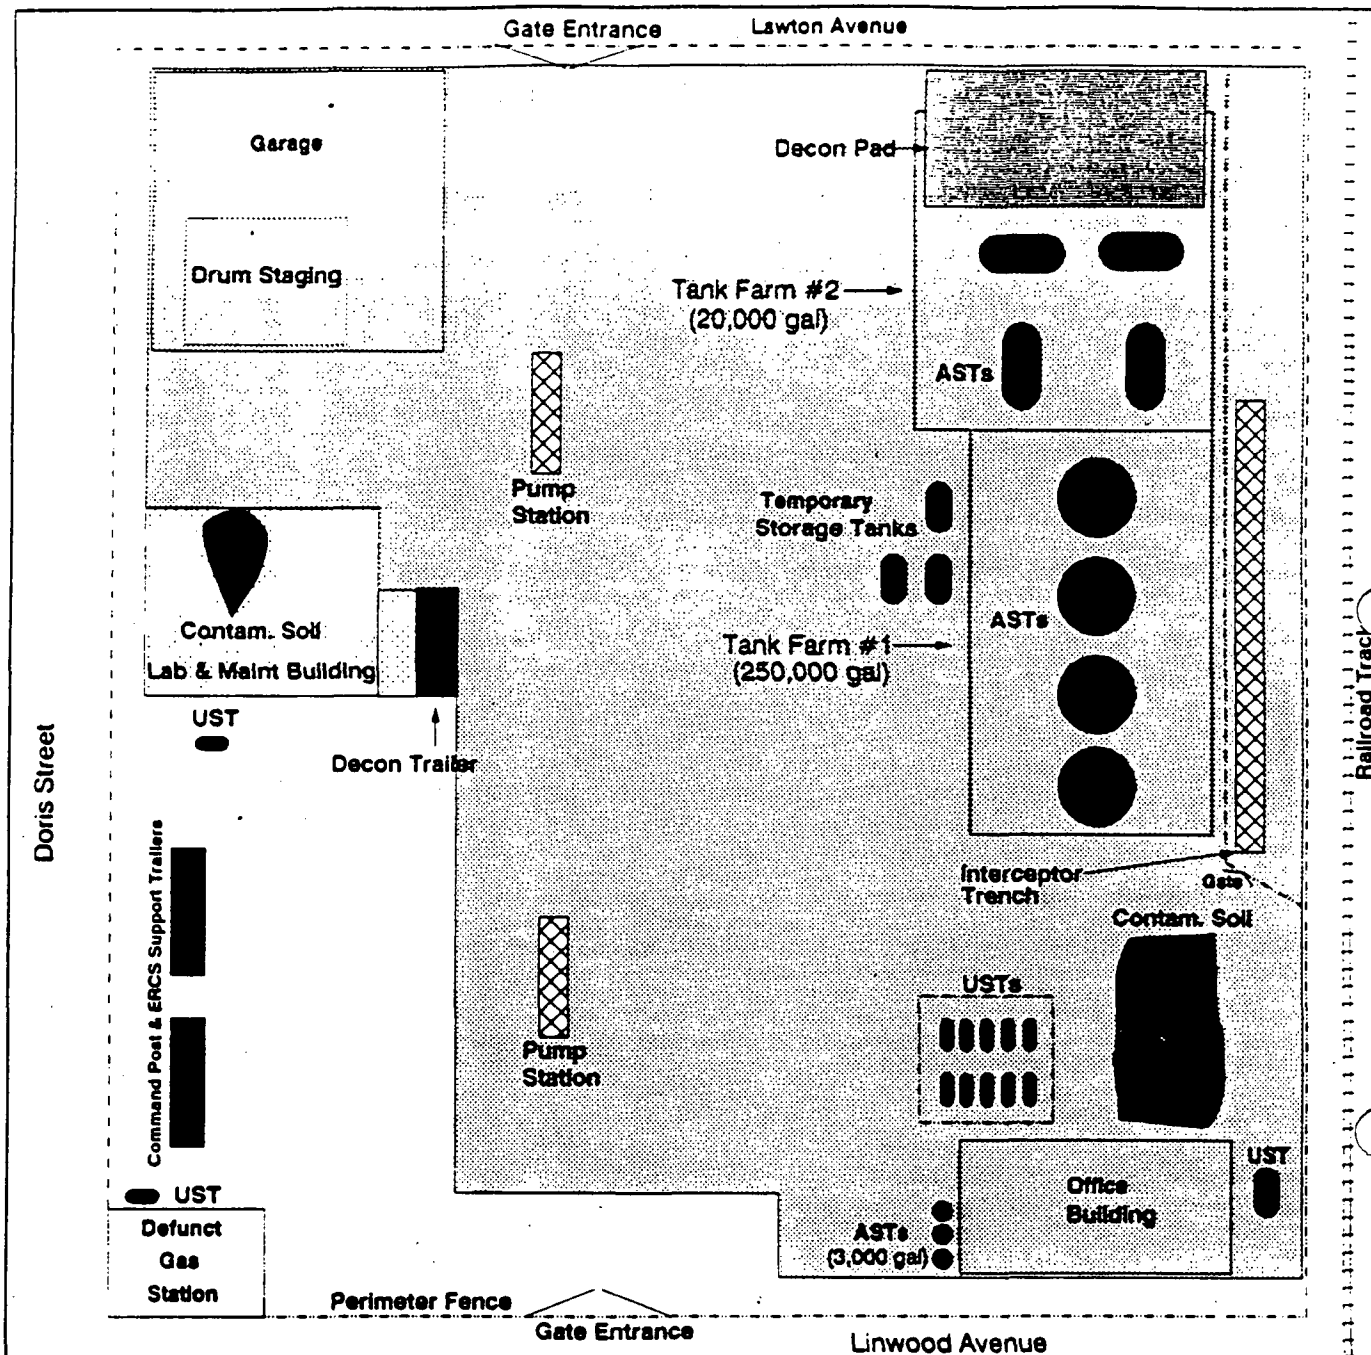 Gate Entrance
Lawton Avenue
Garage
Decon Pad
Drum Staging
Tank Farm #2
(20,000 gal)
ASTs
Pump
Station
Temporary
Storage Tanks
ASTs
Contam. Soil
Lab & Maint Building
Tank Farm #1
(250,000 gal)
UST
Decon Trailer
Doris Street
Railroad Track
Command Post & ERCS Support Trailers
Interceptor
Trench
Gate
Contam. Soil
USTs
Pump
Station
UST
UST
Office
Building
Defunct
Gas
Station
ASTs
(3,000 gal)
Perimeter Fence
Gate Entrance
Linwood Avenue